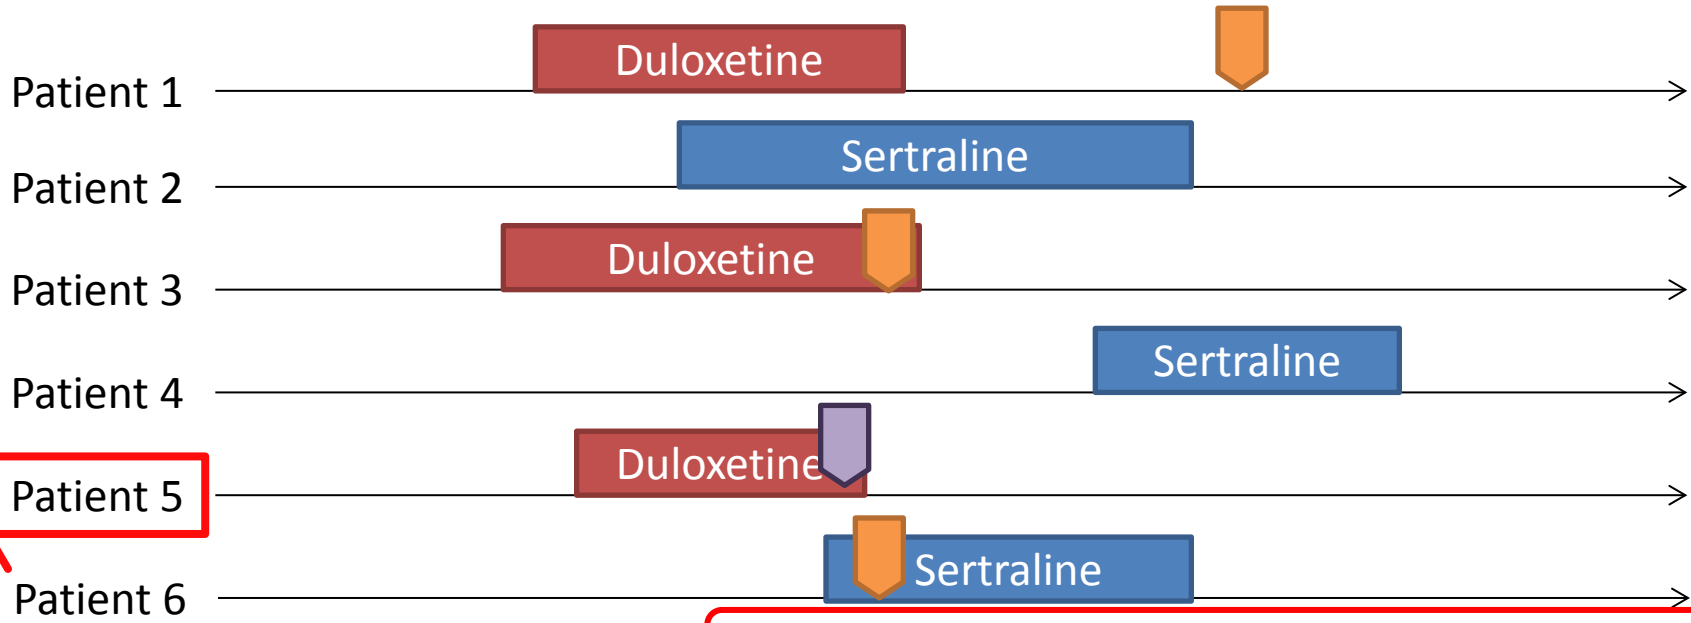 Duloxetine
Patient 1
Sertraline
Patient 2
Duloxetine
Patient 3
Sertraline
Patient 4
Duloxetine
Patient 5
Sertraline
Patient 6